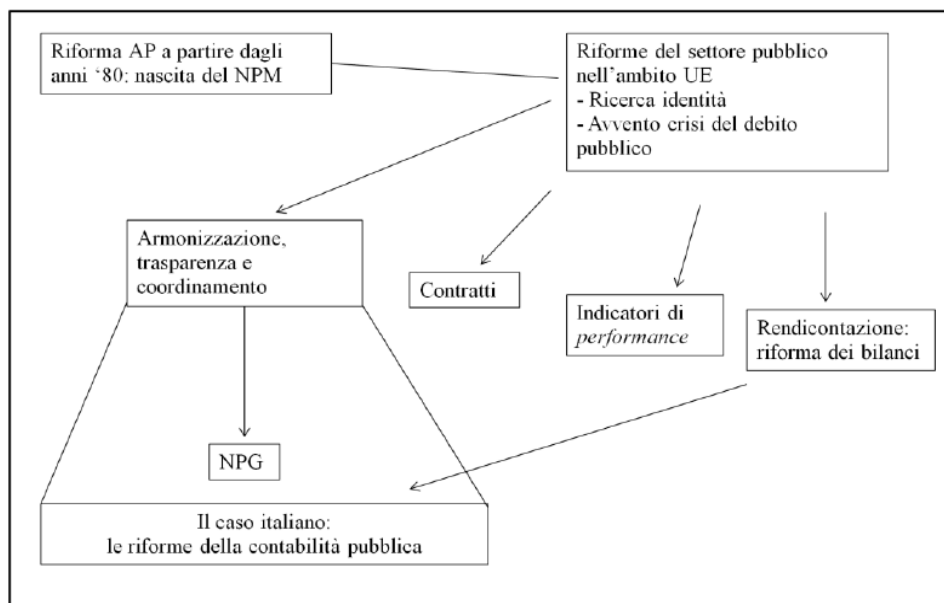 Riforma AP a partire dagli
anni ‘80: nascita del NPM
Riforme del settore pubblico
nell’ambito UE
- Ricerca identità
- Avvento crisi del debito
pubblico
Armonizzazione,
trasparenza e
coordinamento
Contratti
Indicatori di
performance
Rendicontazione:
riforma dei bilanci
NPG
Il caso italiano:
le riforme della contabilità pubblica